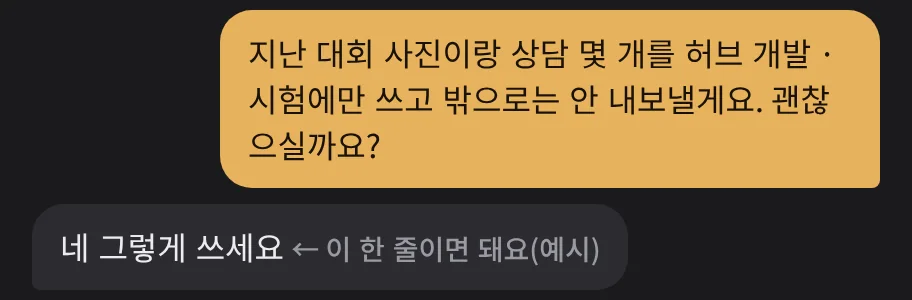 지난 대회 사진이랑 상담 몇 개를 허브 개발 ·
시험에만 쓰고 밖으로는 안 내보낼게요. 괜찮
으실까요?
네 그렇게 쓰세요 ← 이 한 줄이면 돼요(예시)